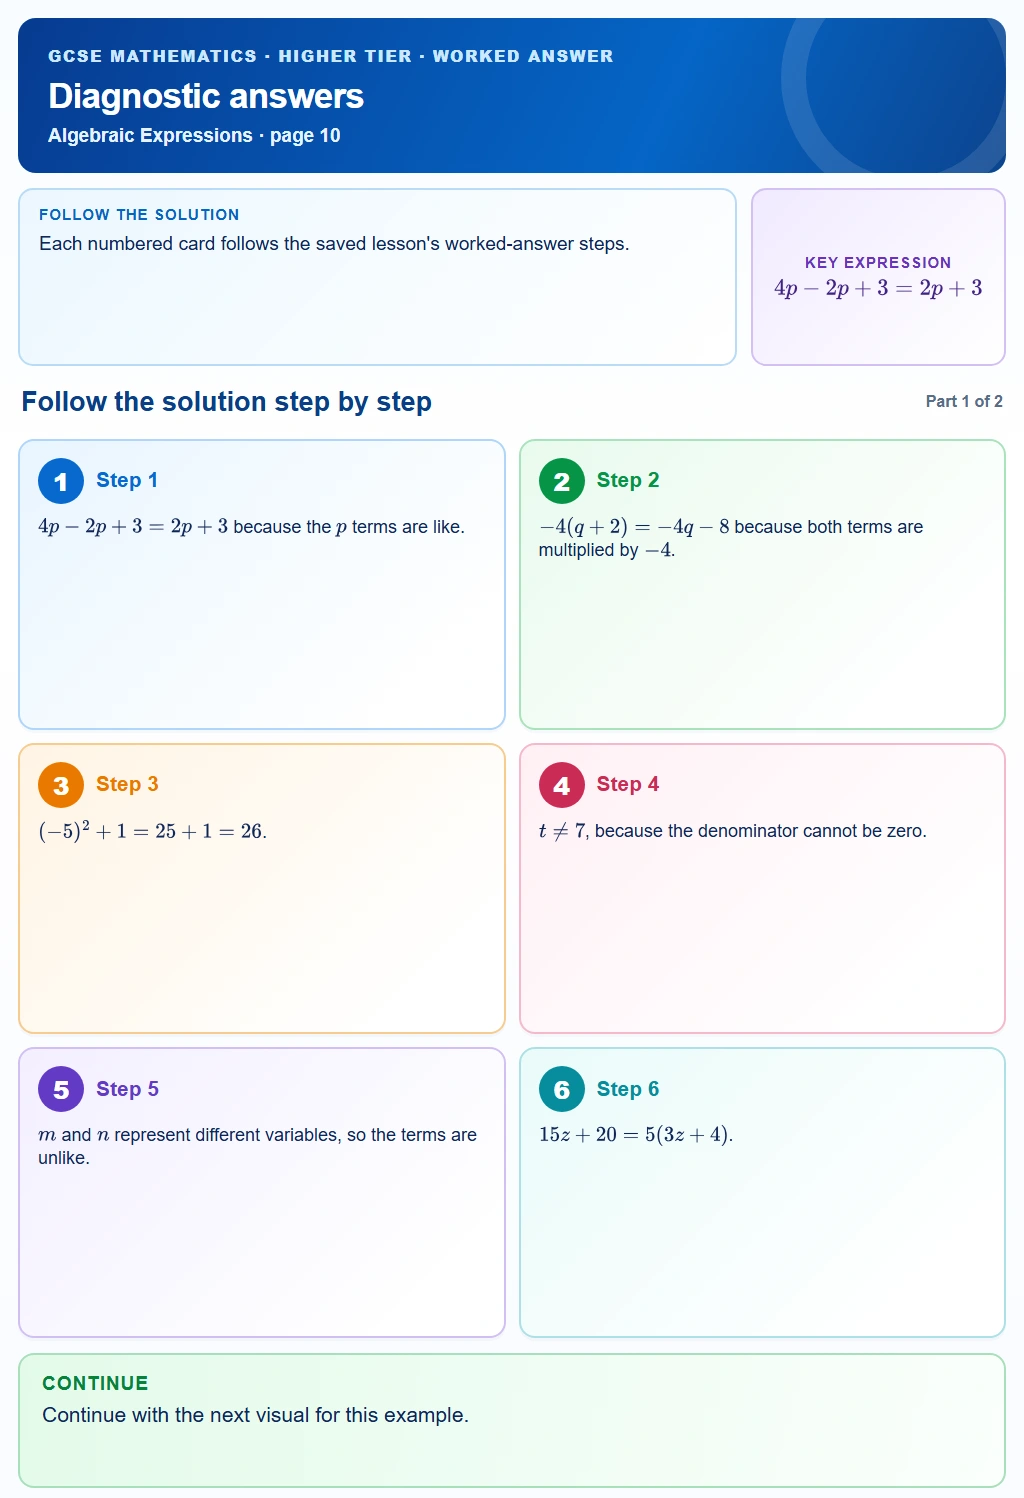 GCSE MATHEMATICS · HIGHER TIER · WORKED ANSWER
Diagnostic answers
Algebraic Expressions · page 10
FOLLOW THE SOLUTION
Each numbered card follows the saved lesson's worked-answer steps.
KEY EXPRESSION
4p − 2p + 3 = 2p + 3
Follow the solution step by step
Part 1 of 2
1 Step 1
4p − 2p + 3 = 2p + 3 because the p terms are like.
2 Step 2
−4(q + 2) = −4q − 8 because both terms are
multiplied by −4.
3 Step 3
(−5)² + 1 = 25 + 1 = 26.
4 Step 4
t ≠ 7, because the denominator cannot be zero.
5 Step 5
m and n represent different variables, so the terms are
unlike.
6 Step 6
15z + 20 = 5(3z + 4).
CONTINUE
Continue with the next visual for this example.